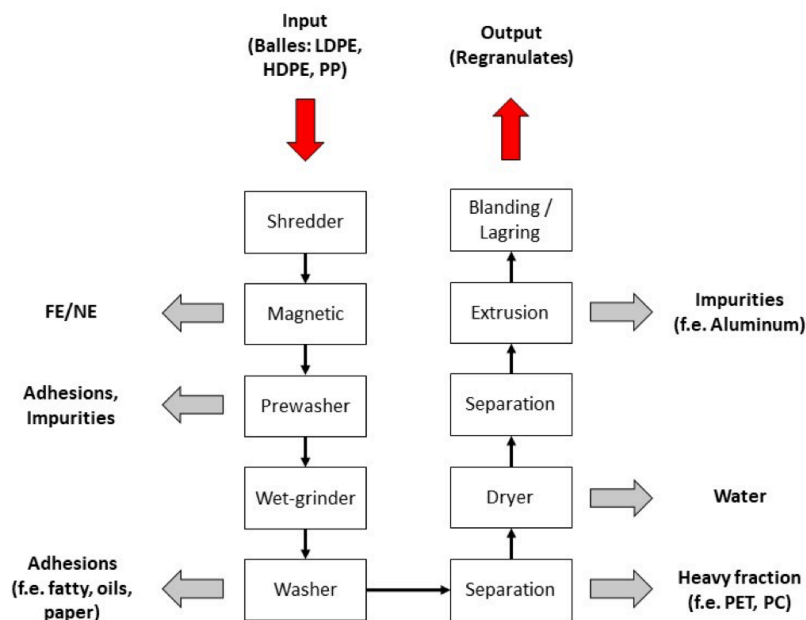 Input
(Balles: LDPE,
HDPE, PP)
Output
(Regranulates)
Shredder
Blanding /
Lagring
FE/NE
Magnetic
Extrusion
Impurities
(f.e. Aluminum)
Adhesions,
Impurities
Prewasher
Separation
Wet-grinder
Dryer
Water
Adhesions
(f.e. fatty, oils,
paper)
Washer
Separation
Heavy fraction
(f.e. PET, PC)